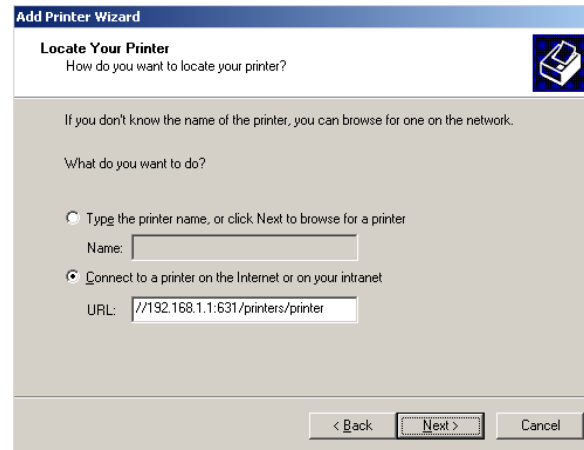 Add Printer Wizard
Locate Your Printer
How do you want to locate your printer?
If you don't know the name of the printer, you can browse for one on the network.
What do you want to do?
Type the printer name, or click Next to browse for a printer
Name:
Connect to a printer on the Internet or on your intranet
URL: //192.168.1.1:631/printers/printer
< Back Next > Cancel